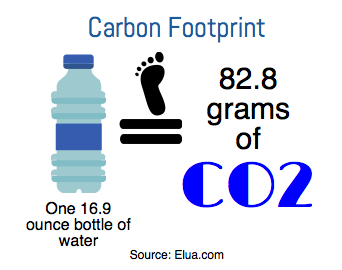 Carbon Footprint
82.8
grams
of
CO2
One 16.9
ounce bottle of
water
Source: Elua.com